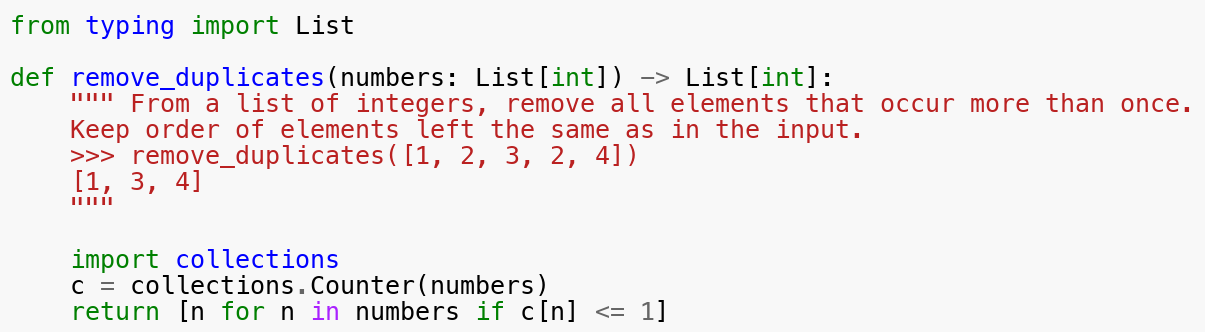 from typing import List

def remove_duplicates(numbers: List[int]) -> List[int]:
    """ From a list of integers, remove all elements that occur more than once.
    Keep order of elements left the same as in the input.
    >>> remove_duplicates([1, 2, 3, 2, 4])
    [1, 3, 4]
    """

    import collections
    c = collections.Counter(numbers)
    return [n for n in numbers if c[n] <= 1]